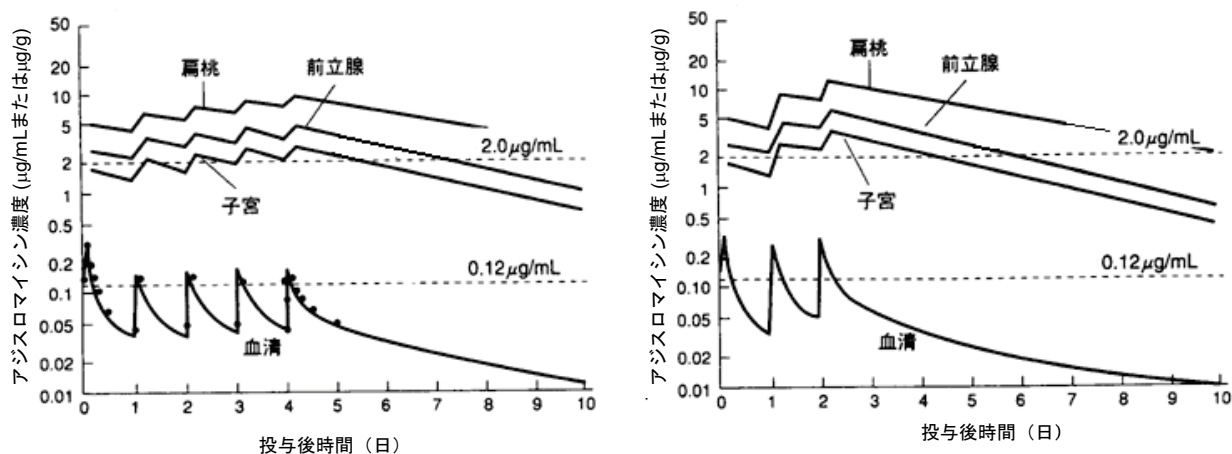 アジスロマイシン濃度 (μg/mLまたはμg/g)
50
20
10
5
2
1
0.5
0.2
0.1
0.05
0.02
0.01
扁桃
前立腺
2.0μg/mL
子宮
0.12μg/mL
血清
0 1 2 3 4 5 6 7 8 9 10
投与後時間（日）
アジスロマイシン濃度 (μg/mLまたはμg/g)
50
20
10
5
2
1
0.5
0.2
0.10
0.05
0.02
0.01
扁桃
前立腺
2.0μg/mL
子宮
0.12μg/mL
血清
0 1 2 3 4 5 6 7 8 9 10
投与後時間（日）